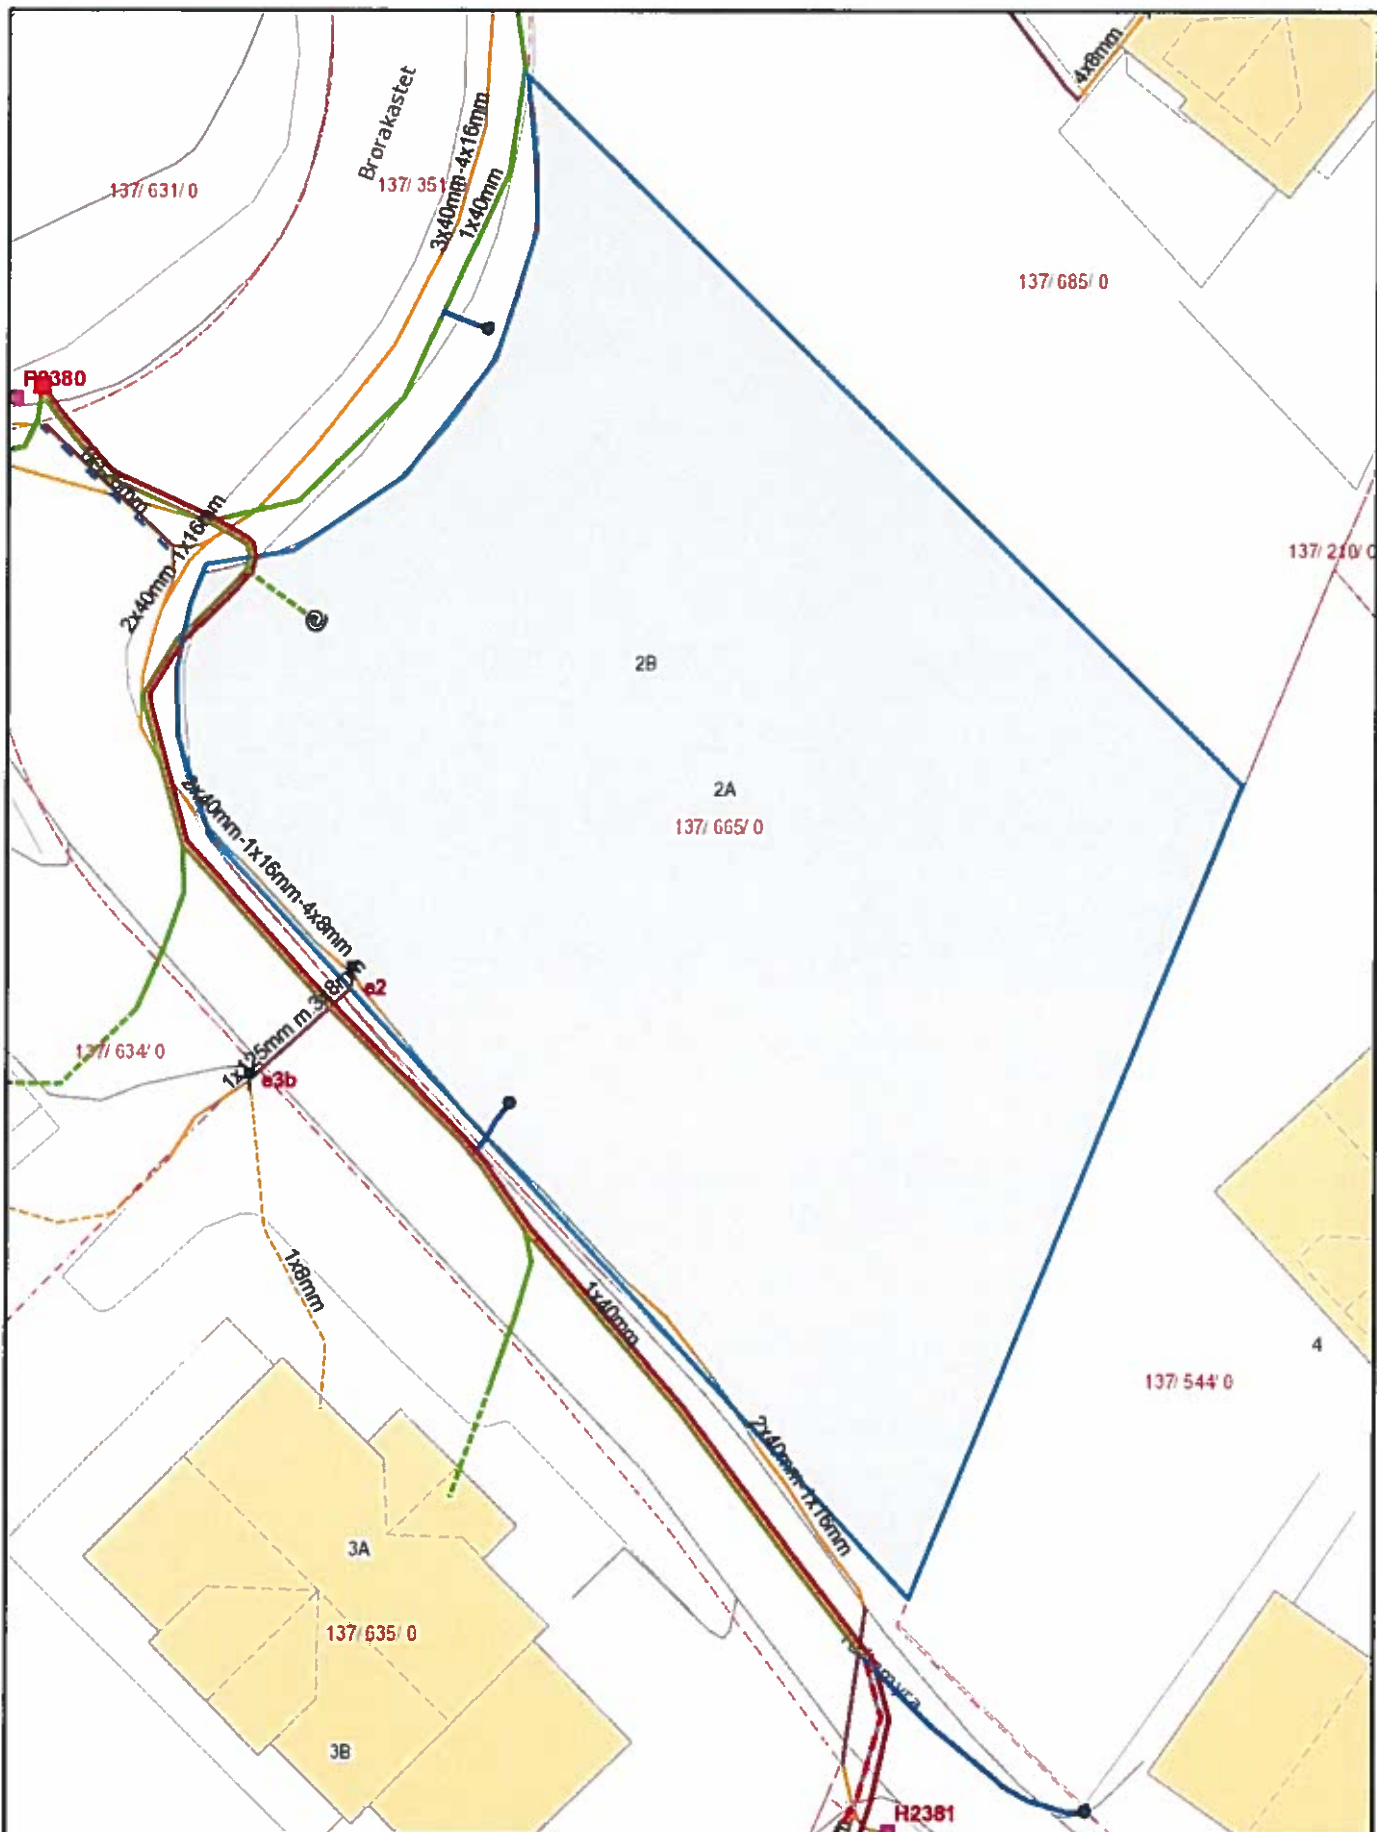 4x8mm
Brorakastet
137/ 631/ 0
137/ 351
3x40mm-4x16mm
1x40mm
137/ 685/ 0
2x40mm-1x16mm
137/ 210/ 0
2B
2A
137/ 665/ 0
2x40mm-1x16mm-4x8mm
e2
1x125mm m 3
137/ 634/ 0
e3b
1x8mm
1x40mm
4
137/ 544/ 0
2x40mm-1x16mm
3A
137/ 635/ 0
3B
H2381